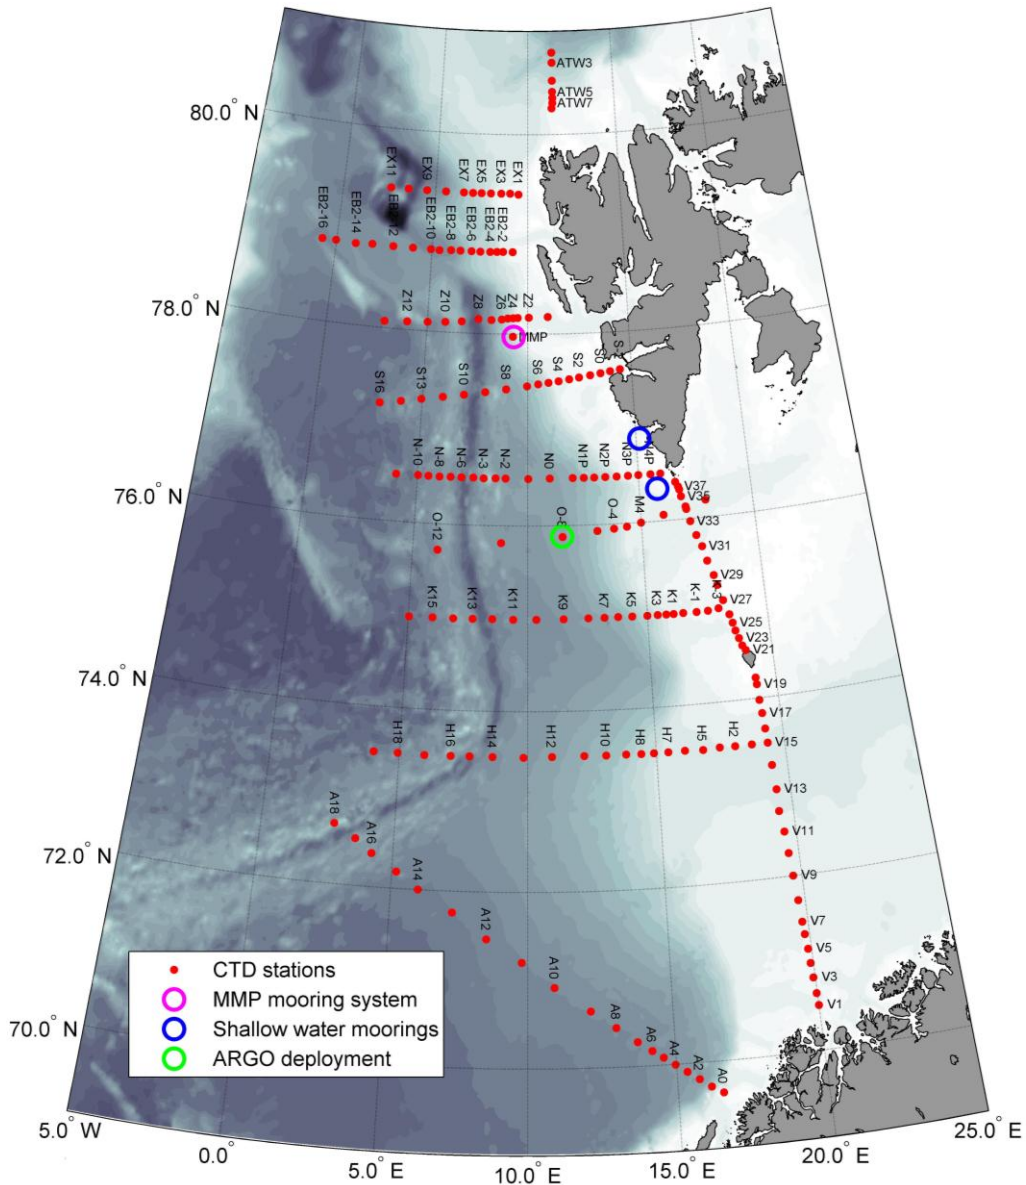 ATW3
ATW5
ATW7
80.0° N
EX11
EX9
EX7
EX5
EX3
EX1
EB2-16
EB2-14
EB2-12
EB2-10
EB2-8
EB2-6
EB2-4
EB2-2
78.0° N
Z12
Z10
Z8
Z6
Z4
Z2
MMP
S16
S13
S10
S8
S6
S4
S2
S0
76.0° N
N-10
N-8
N-6
N-3
N-2
N0
N1P
N2P
N3P
N4P
V37
V35
V33
V31
V29
V27
V25
V23
V21
V19
V17
V15
V13
V11
V9
V7
V5
V3
V1
O-12
O-4
M4
K15
K13
K11
K9
K7
K5
K3
K1
K-1
K-3
74.0° N
H18
H16
H14
H12
H10
H8
H7
H5
H2
72.0° N
A18
A16
A14
A12
A10
A8
A6
A4
A2
A0
70.0° N
CTD stations
MMP mooring system
Shallow water moorings
ARGO deployment
5.0° W
0.0°
5.0° E
10.0° E
15.0° E
20.0° E
25.0° E